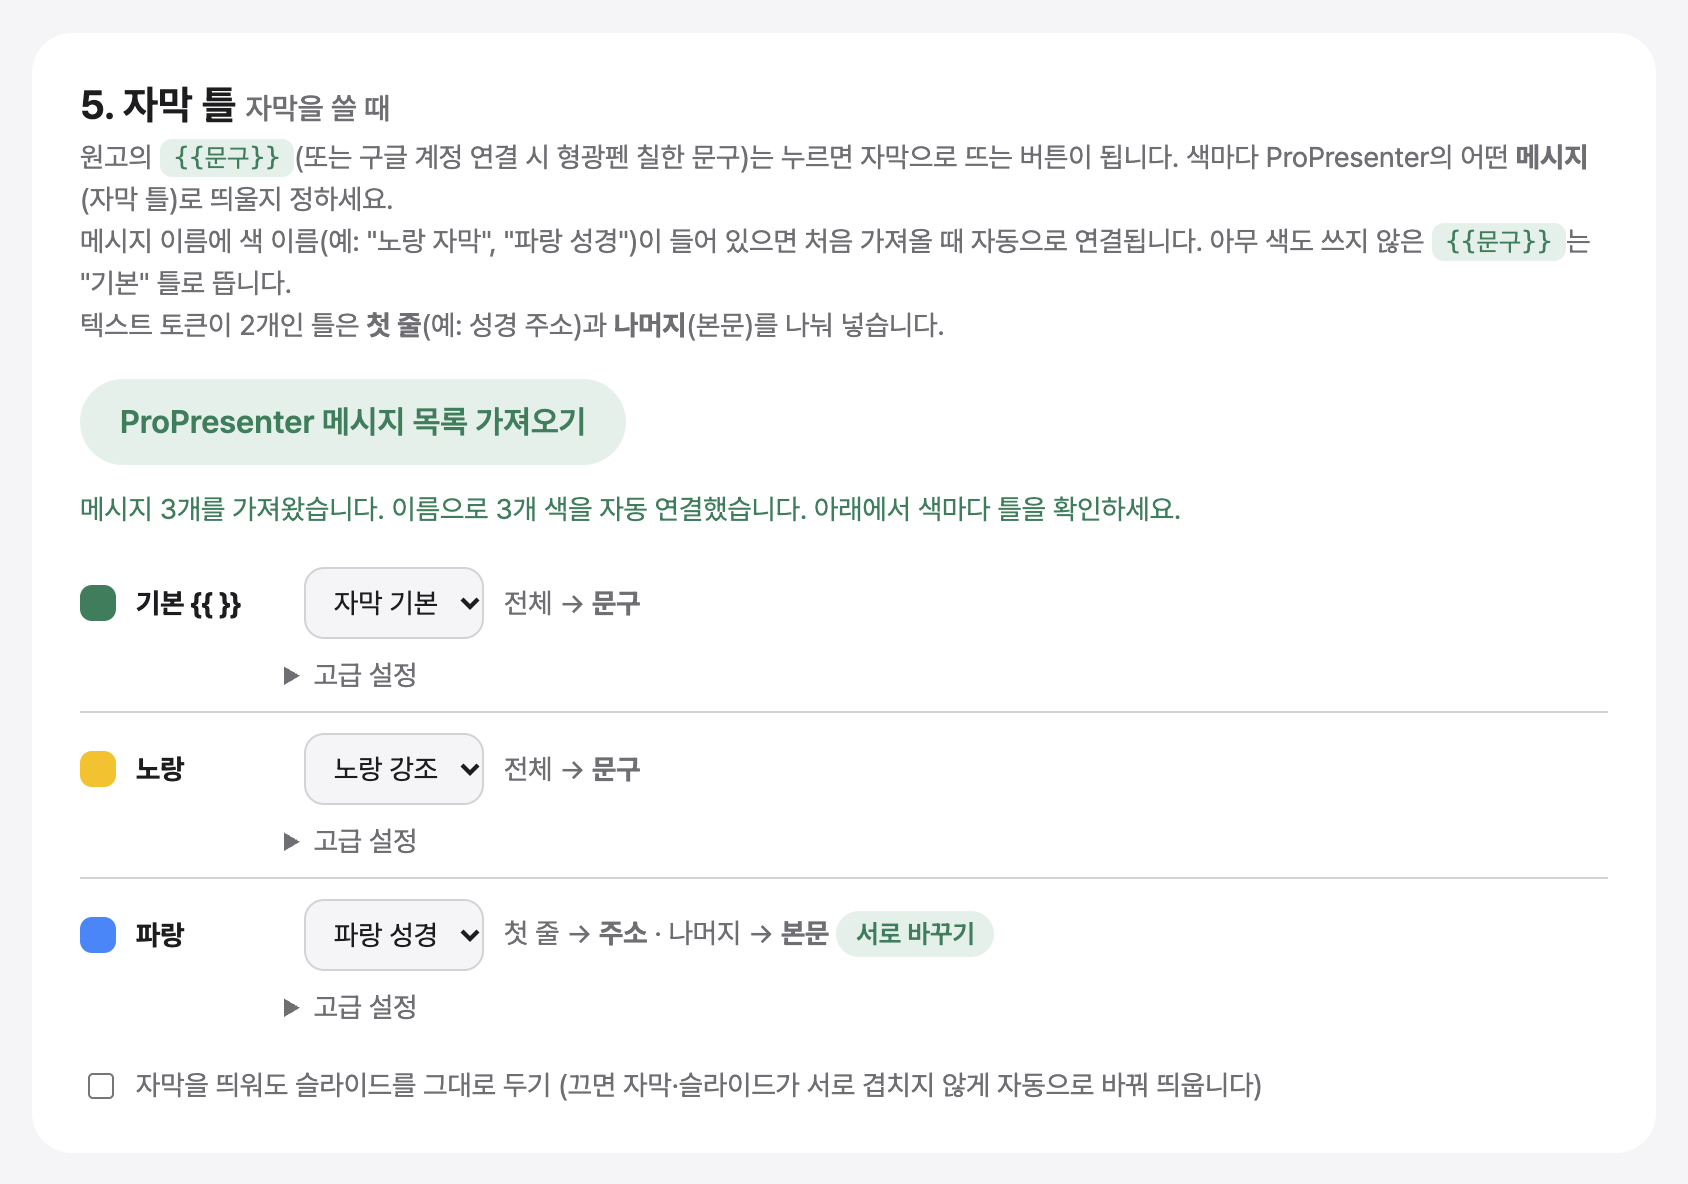 5. 자막 틀 자막을 쓸 때
원고의 {{문구}} (또는 구글 계정 연결 시 형광펜 칠한 문구)는 누르면 자막으로 뜨는 버튼이 됩니다. 색마다 ProPresenter의 어떤 메시지
(자막 틀)로 띄울지 정하세요.
메시지 이름에 색 이름(예: "노랑 자막", "파랑 성경")이 들어 있으면 처음 가져올 때 자동으로 연결됩니다. 아무 색도 쓰지 않은 {{문구}} 는
"기본" 틀로 뜹니다.
텍스트 토큰이 2개인 틀은 첫 줄(예: 성경 주소)과 나머지(본문)를 나눠 넣습니다.
ProPresenter 메시지 목록 가져오기
메시지 3개를 가져왔습니다. 이름으로 3개 색을 자동 연결했습니다. 아래에서 색마다 틀을 확인하세요.
기본 {{ }} 자막 기본 전체 → 문구
▶ 고급 설정
노랑 노랑 강조 전체 → 문구
▶ 고급 설정
파랑 파랑 성경 첫 줄 → 주소 · 나머지 → 본문 서로 바꾸기
▶ 고급 설정
자막을 띄워도 슬라이드를 그대로 두기 (끄면 자막·슬라이드가 서로 겹치지 않게 자동으로 바꿔 띄웁니다)